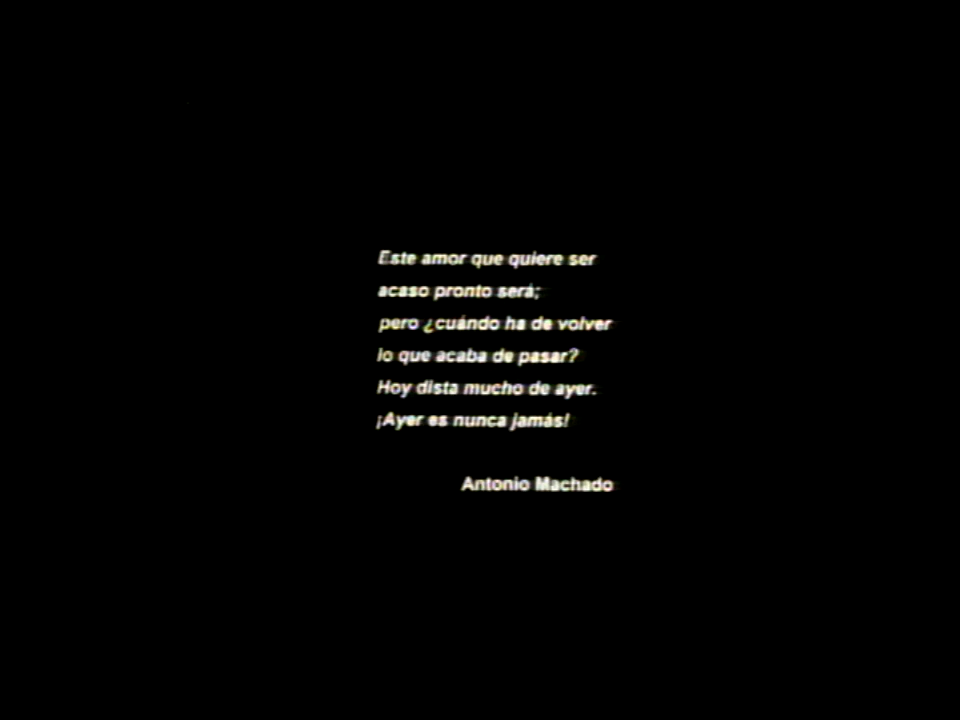 Este amor que quiere ser
acaso pronto será;
pero ¿cuándo ha de volver
lo que acaba de pasar?
Hoy dista mucho de ayer.
¡Ayer es nunca jamás!
Antonio Machado